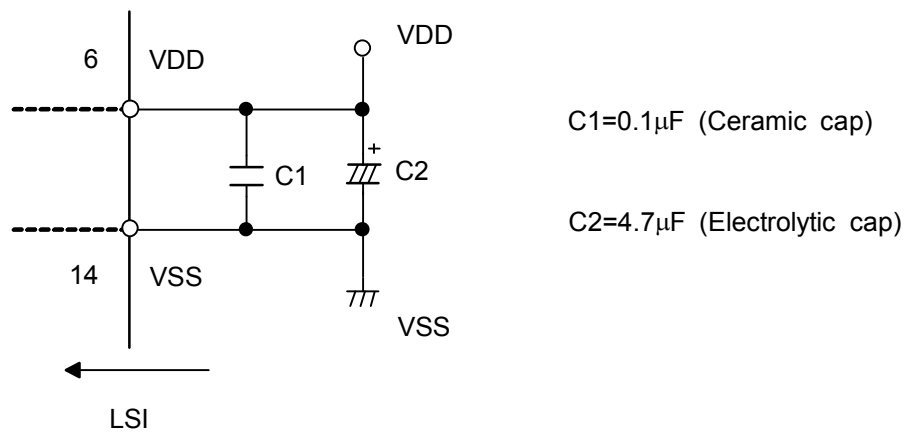 VDD
6 VDD
+
C1 C2
C1=0.1μF (Ceramic cap)
C2=4.7μF (Electrolytic cap)
14 VSS
VSS
LSI